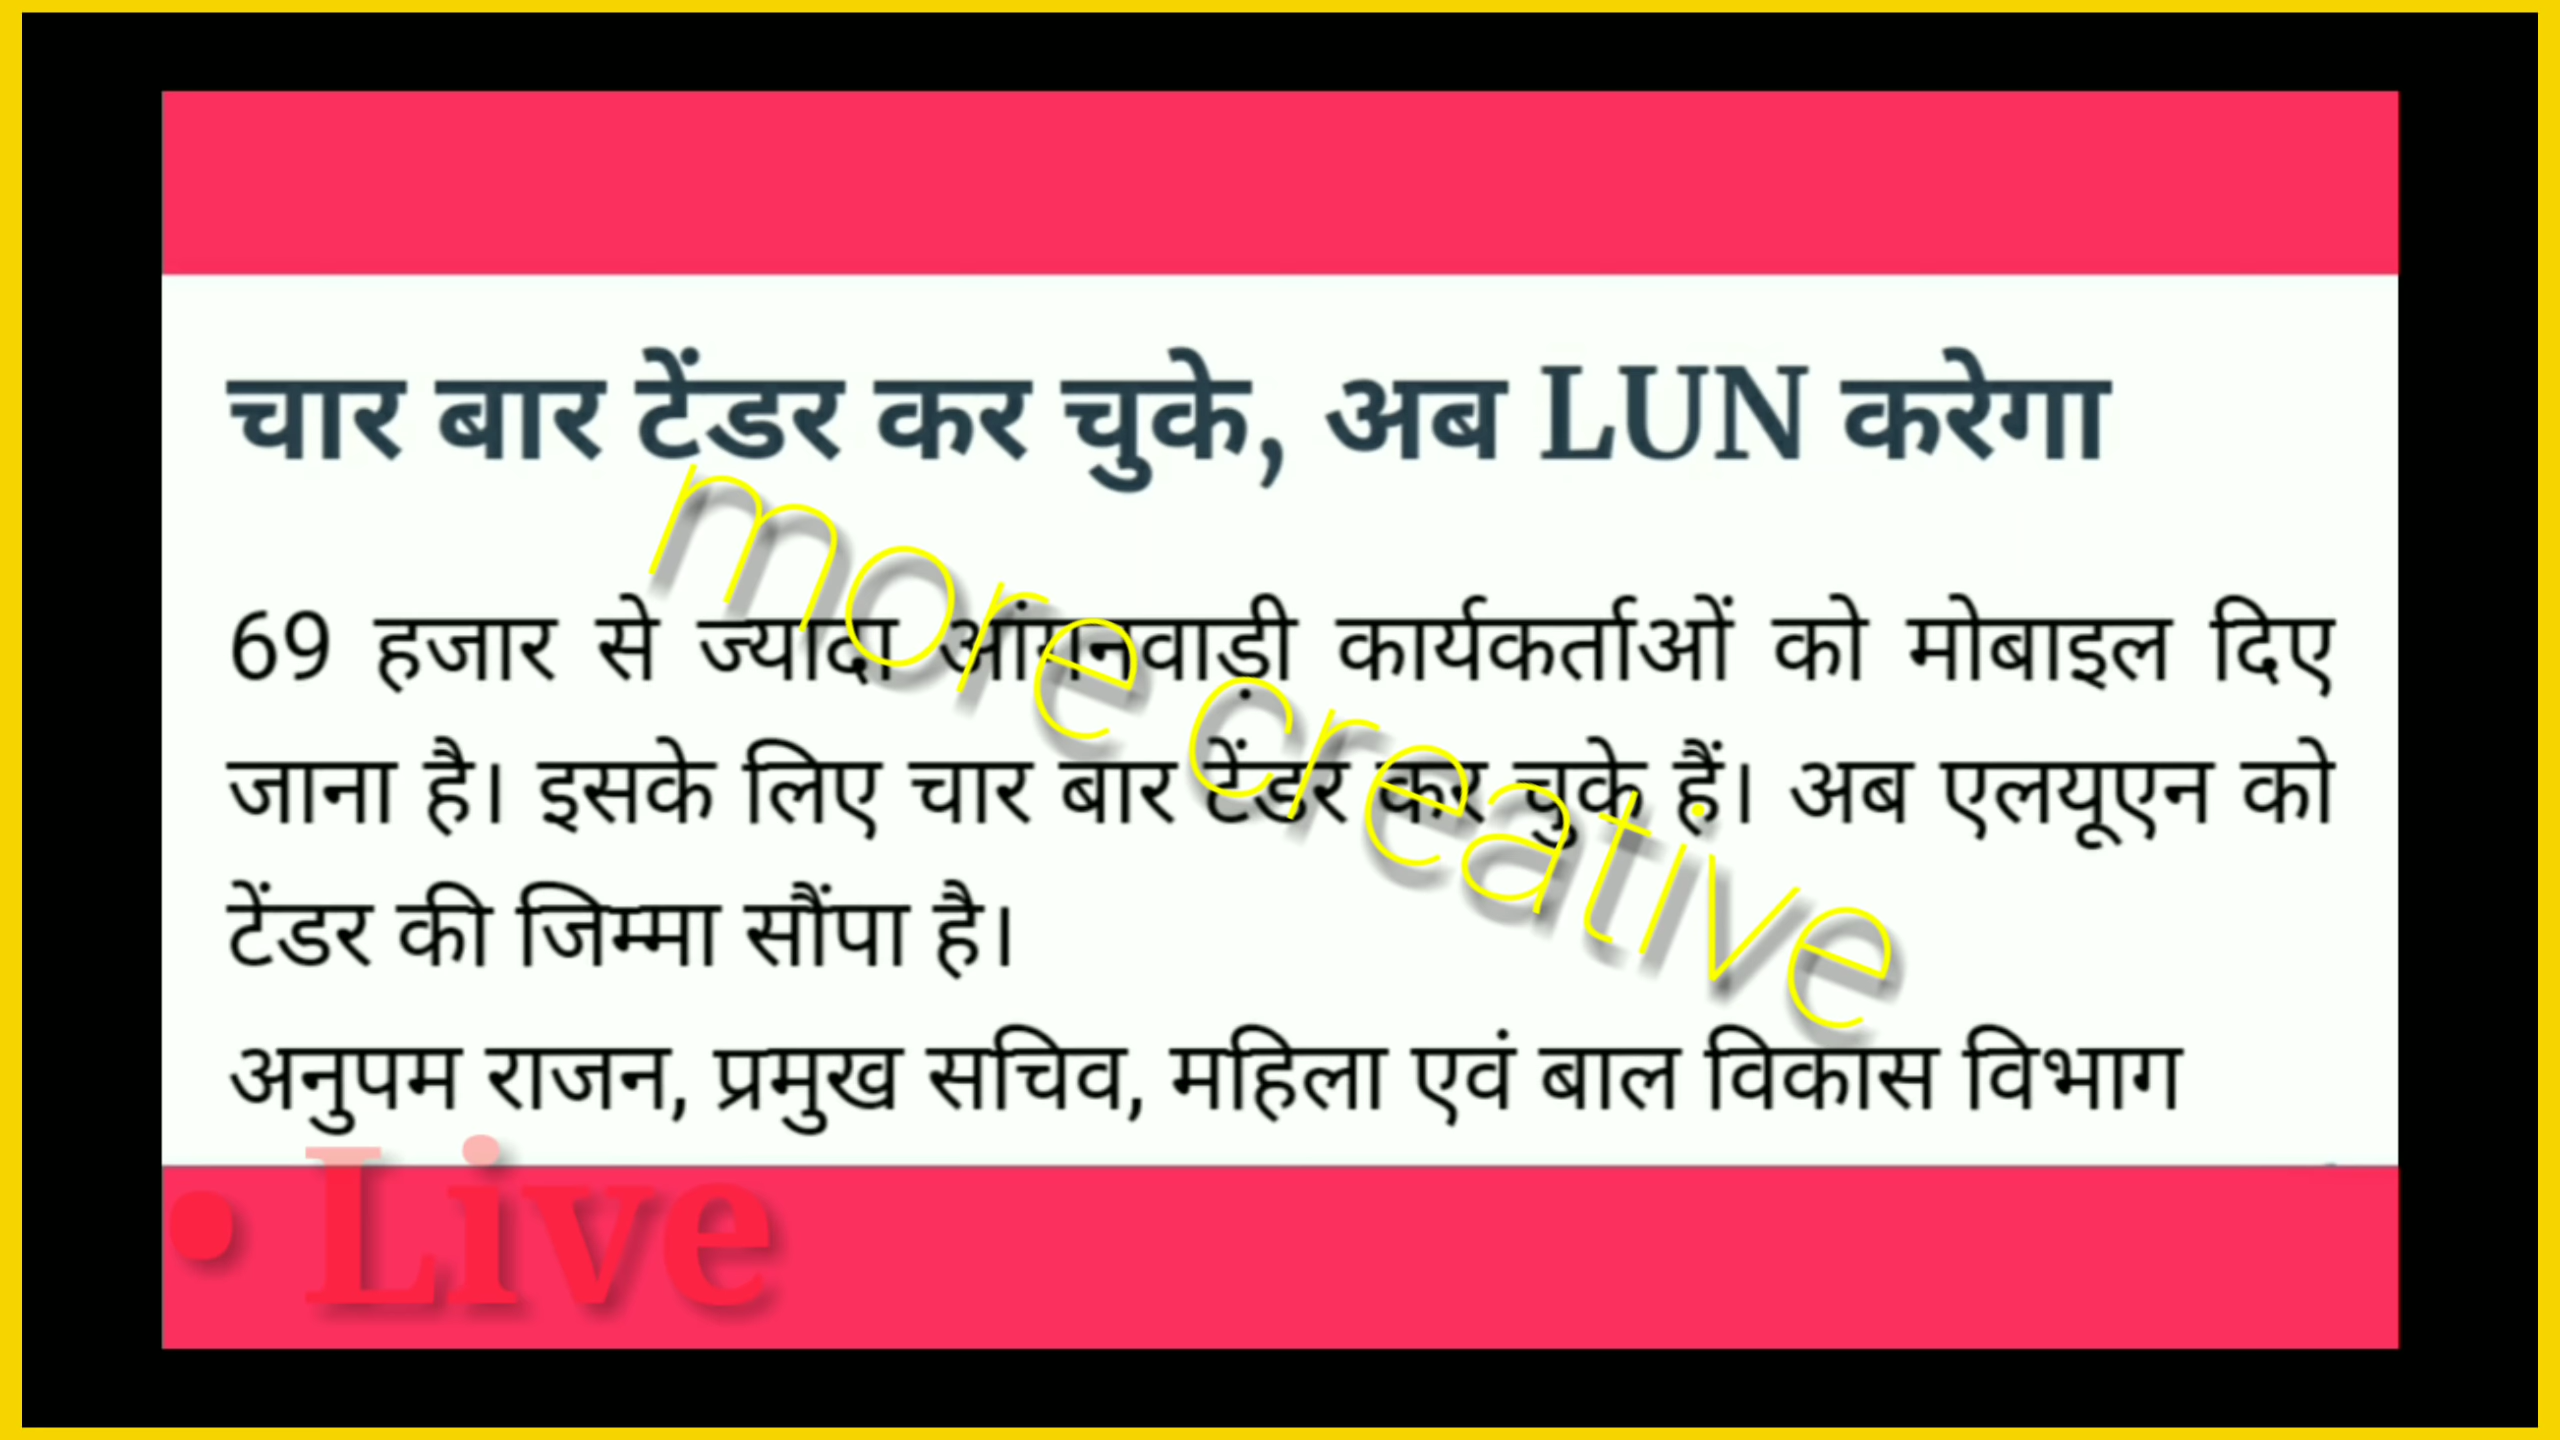 चार बार टेंडर कर चुके, अब LUN करेगा
more creative
69 हजार से ज्यादा आंगनवाड़ी कार्यकर्ताओं को मोबाइल दिए
जाना है। इसके लिए चार बार टेंडर कर चुके हैं। अब एलयूएन को
टेंडर की जिम्मा सौंपा है।
अनुपम राजन, प्रमुख सचिव, महिला एवं बाल विकास विभाग
• Live